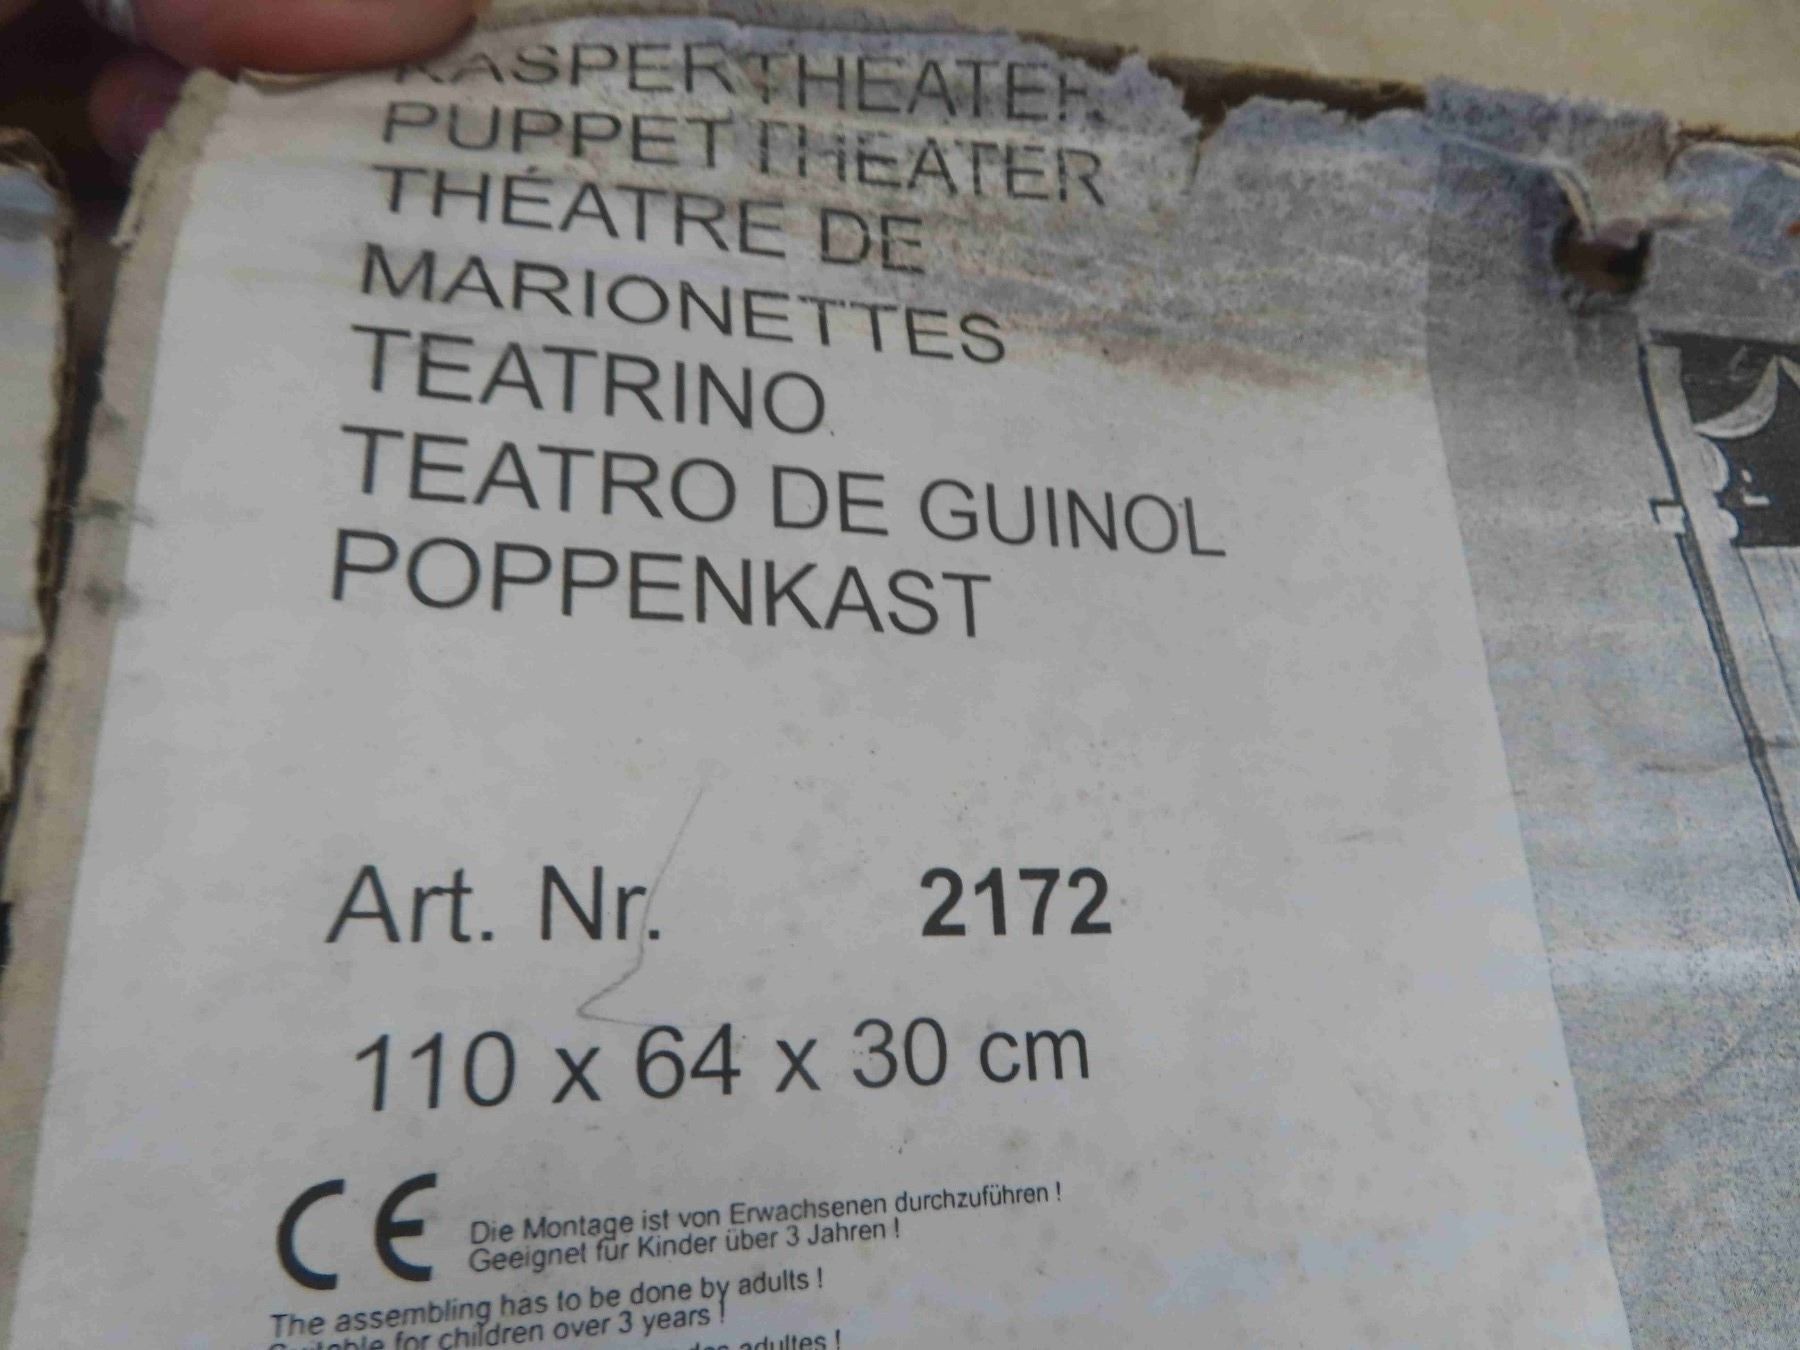 KASPERTHEATER
PUPPET THEATER
THÉATRE DE
MARIONETTES
TEATRINO
TEATRO DE GUINOL
POPPENKAST
Art. Nr. 2172
110 x 64 x 30 cm
CE
Die Montage ist von Erwachsenen durchzuführen !
Geeignet für Kinder über 3 Jahren !
The assembling has to be done by adults !
for children over 3 years !
adultes !